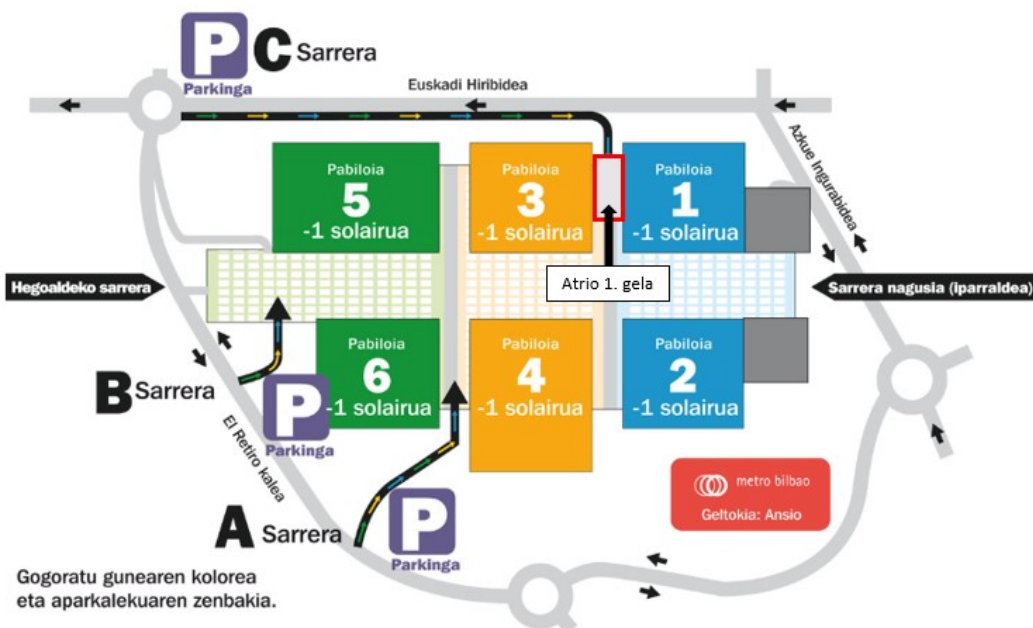 P
Parkinga
C Sarrera
Euskadi Hiribidea
Azkue Ingurabidea
Pabiloia
5
-1 solairua
Pabiloia
3
-1 solairua
Pabiloia
1
-1 solairua
Atrio 1. gela
Hegoaldeko sarrera
Sarrera nagusia (iparraldea)
Pabiloia
6
-1 solairua
Pabiloia
4
-1 solairua
Pabiloia
2
-1 solairua
B Sarrera
P
Parkinga
El Retiro kalea
A Sarrera
P
Parkinga
metro bilbao
Geltokia: Ansio
Gogoratu gunearen kolorea
eta aparkalekuaren zenbakia.